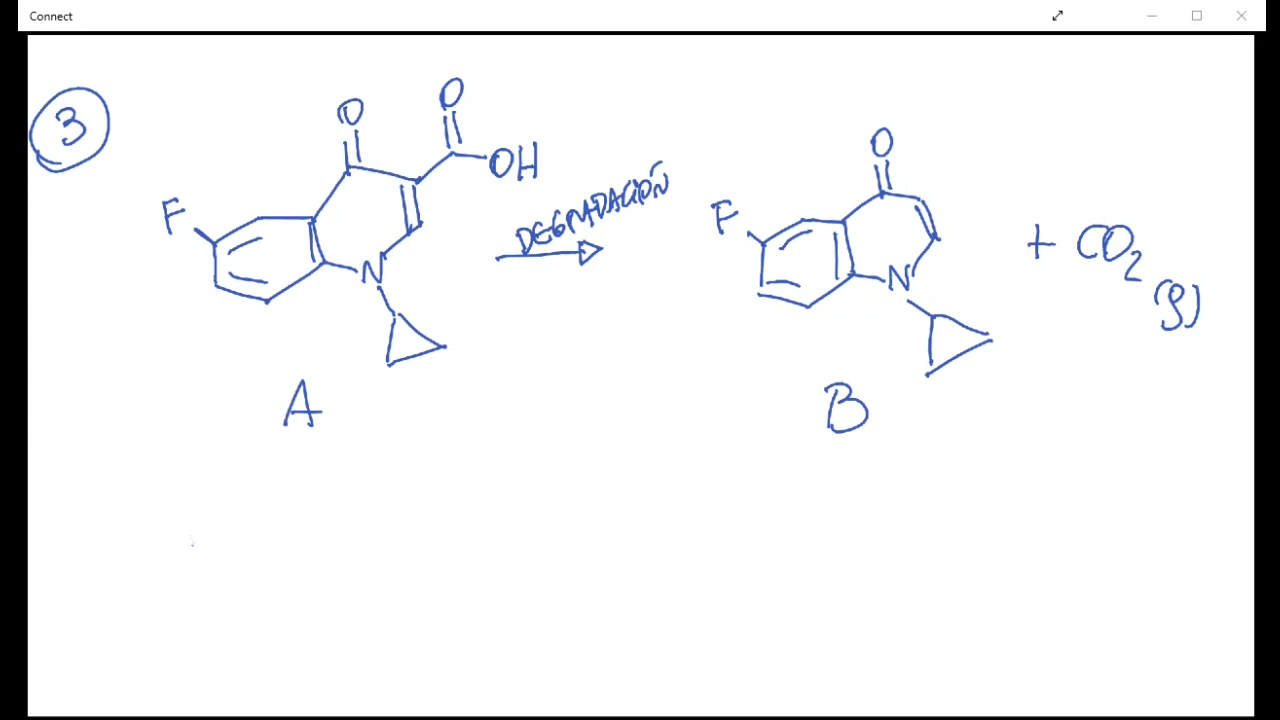 Connect
3
O
O
OH
F
N
A
DEGRADACIÓN
O
F
N
B
+ CO2 (g)